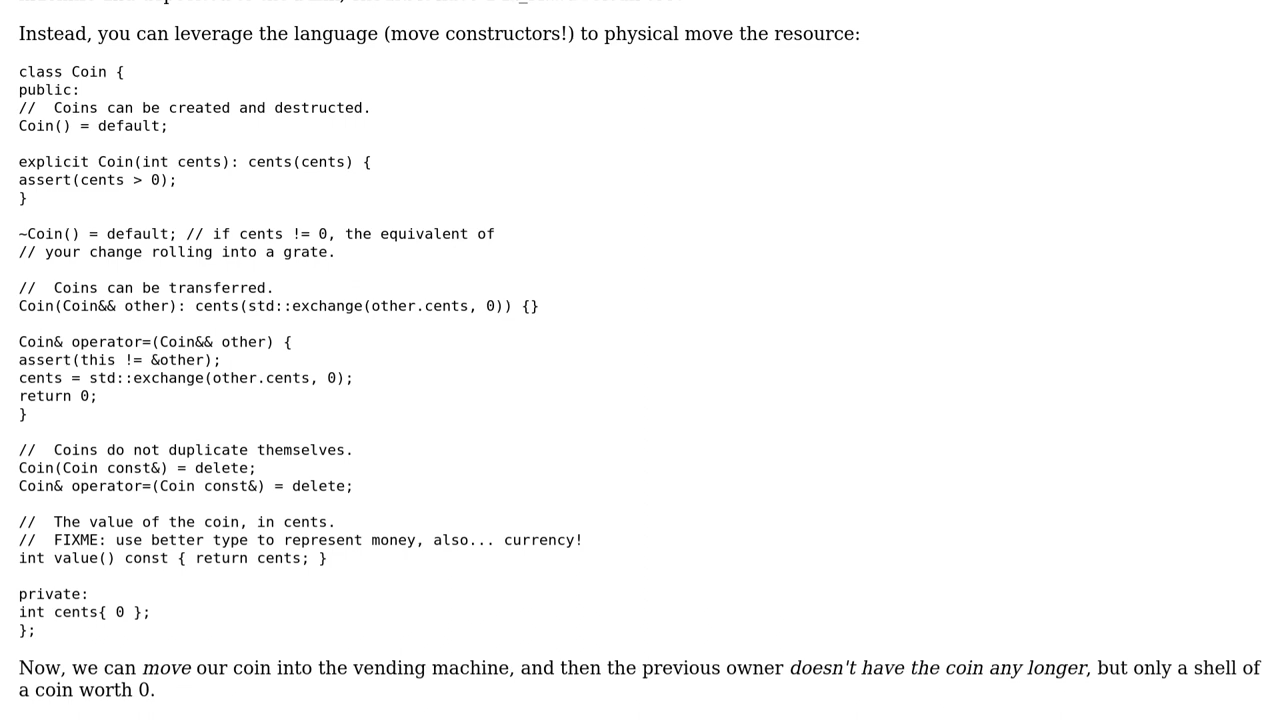 Instead, you can leverage the language (move constructors!) to physical move the resource:
class Coin {
public:
//  Coins can be created and destructed.
Coin() = default;
explicit Coin(int cents): cents(cents) {
assert(cents > 0);
}
~Coin() = default; // if cents != 0, the equivalent of
// your change rolling into a grate.
//  Coins can be transferred.
Coin(Coin&& other): cents(std::exchange(other.cents, 0)) {}
Coin& operator=(Coin&& other) {
assert(this != &other);
cents = std::exchange(other.cents, 0);
return 0;
}
//  Coins do not duplicate themselves.
Coin(Coin const&) = delete;
Coin& operator=(Coin const&) = delete;
//  The value of the coin, in cents.
//  FIXME: use better type to represent money, also... currency!
int value() const { return cents; }
private:
int cents{ 0 };
};
Now, we can move our coin into the vending machine, and then the previous owner doesn't have the coin any longer, but only a shell of
a coin worth 0.